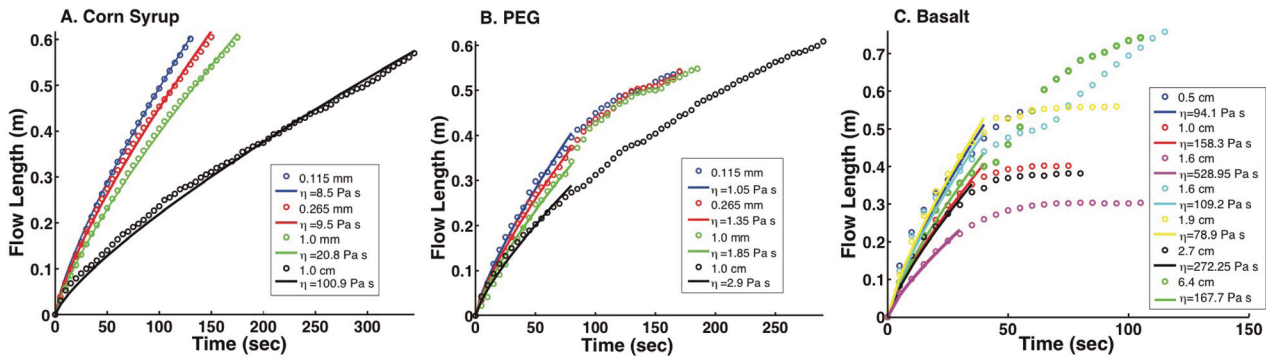 A. Corn Syrup
0.6
0.5
0.4
0.3
0.2
0.1
0
Flow Length (m)
0 50 100 150 200 250 300
Time (sec)
0.115 mm
η=8.5 Pa s
0.265 mm
η=9.5 Pa s
1.0 mm
η=20.8 Pa s
1.0 cm
η=100.9 Pa s
B. PEG
0.6
0.5
0.4
0.3
0.2
0.1
0
Flow Length (m)
0 50 100 150 200 250
Time (sec)
0.115 mm
η=1.05 Pa s
0.265 mm
η=1.35 Pa s
1.0 mm
η=1.85 Pa s
1.0 cm
η=2.9 Pa s
C. Basalt
0.7
0.6
0.5
0.4
0.3
0.2
0.1
0
Flow Length (m)
0 50 100 150
Time (sec)
0.5 cm
η=94.1 Pa s
1.0 cm
η=158.3 Pa s
1.6 cm
η=528.95 Pa s
1.6 cm
η=109.2 Pa s
1.9 cm
η=78.9 Pa s
2.7 cm
η=272.25 Pa s
6.4 cm
η=167.7 Pa s